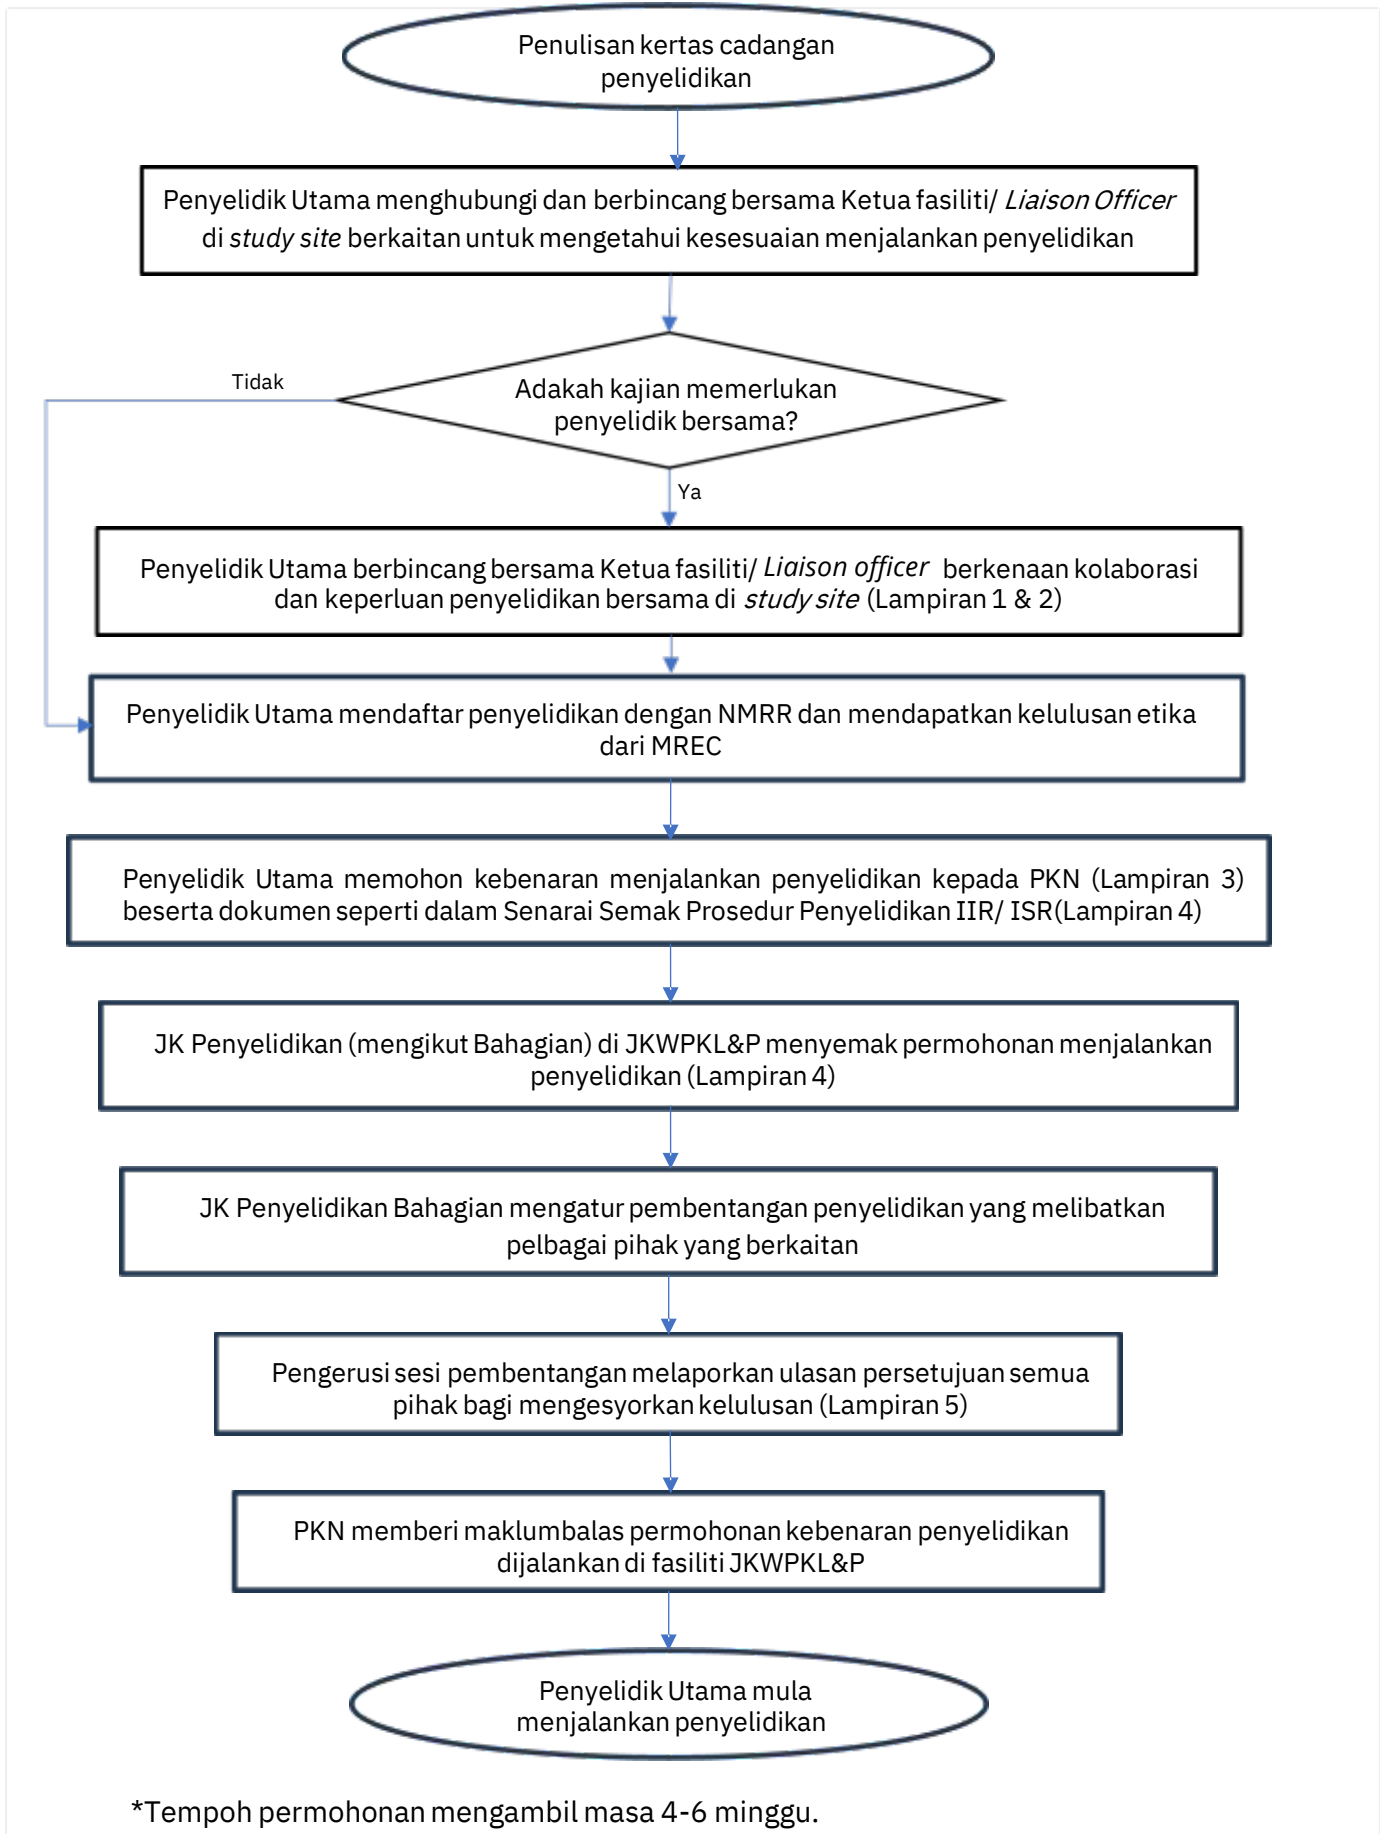 Penulisan kertas cadangan
penyelidikan
Penyelidik Utama menghubungi dan berbincang bersama Ketua fasiliti/ Liaison Officer
di study site berkaitan untuk mengetahui kesesuaian menjalankan penyelidikan
Tidak
Adakah kajian memerlukan
penyelidik bersama?
Ya
Penyelidik Utama berbincang bersama Ketua fasiliti/ Liaison officer berkenaan kolaborasi
dan keperluan penyelidikan bersama di study site (Lampiran 1 & 2)
Penyelidik Utama mendaftar penyelidikan dengan NMRR dan mendapatkan kelulusan etika
dari MREC
Penyelidik Utama memohon kebenaran menjalankan penyelidikan kepada PKN (Lampiran 3)
beserta dokumen seperti dalam Senarai Semak Prosedur Penyelidikan IIR/ ISR(Lampiran 4)
JK Penyelidikan (mengikut Bahagian) di JKWPKL&P menyemak permohonan menjalankan
penyelidikan (Lampiran 4)
JK Penyelidikan Bahagian mengatur pembentangan penyelidikan yang melibatkan
pelbagai pihak yang berkaitan
Pengerusi sesi pembentangan melaporkan ulasan persetujuan semua
pihak bagi mengesyorkan kelulusan (Lampiran 5)
PKN memberi maklumbalas permohonan kebenaran penyelidikan
dijalankan di fasiliti JKWPKL&P
Penyelidik Utama mula
menjalankan penyelidikan
*Tempoh permohonan mengambil masa 4-6 minggu.